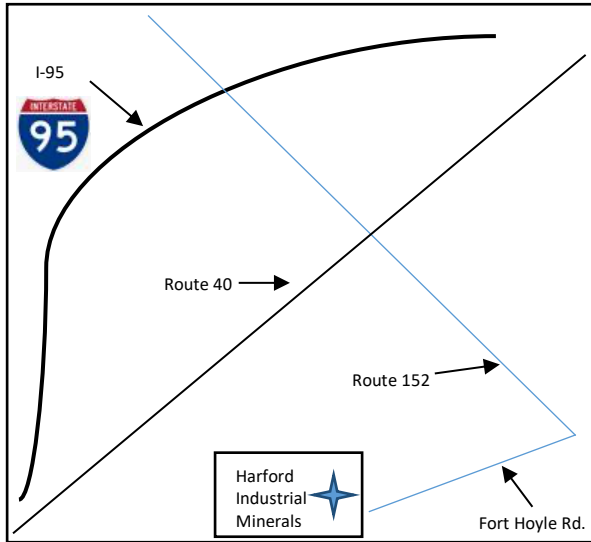 I-95
INTERSTATE
95
Route 40
Route 152
Harford
Industrial
Minerals
Fort Hoyle Rd.